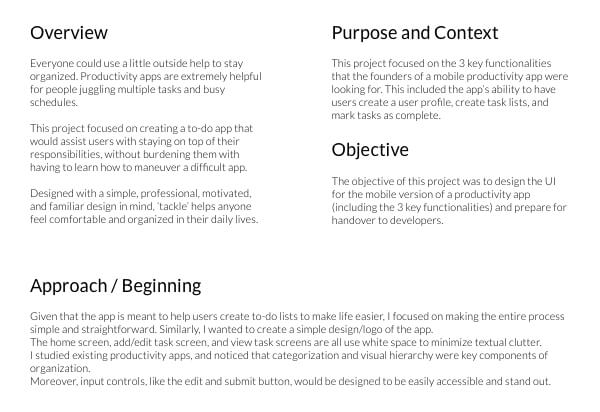 Overview
Everyone could use a little outside help to stay
organized. Productivity apps are extremely helpful
for people juggling multiple tasks and busy
schedules.
This project focused on creating a to-do app that
would assist users with staying on top of their
responsibilities, without burdening them with
having to learn how to maneuver a difficult app.
Designed with a simple, professional, motivated,
and familiar design in mind, 'tackle' helps anyone
feel comfortable and organized in their daily lives.
Purpose and Context
This project focused on the 3 key functionalities
that the founders of a mobile productivity app were
looking for. This included the app's ability to have
users create a user profile, create task lists, and
mark tasks as complete.
Objective
The objective of this project was to design the UI
for the mobile version of a productivity app
(including the 3 key functionalities) and prepare for
handover to developers.
Approach / Beginning
Given that the app is meant to help users create to-do lists to make life easier, I focused on making the entire process
simple and straightforward. Similarly, I wanted to create a simple design/logo of the app.
The home screen, add/edit task screen, and view task screens are all use white space to minimize textual clutter.
I studied existing productivity apps, and noticed that categorization and visual hierarchy were key components of
organization.
Moreover, input controls, like the edit and submit button, would be designed to be easily accessible and stand out.